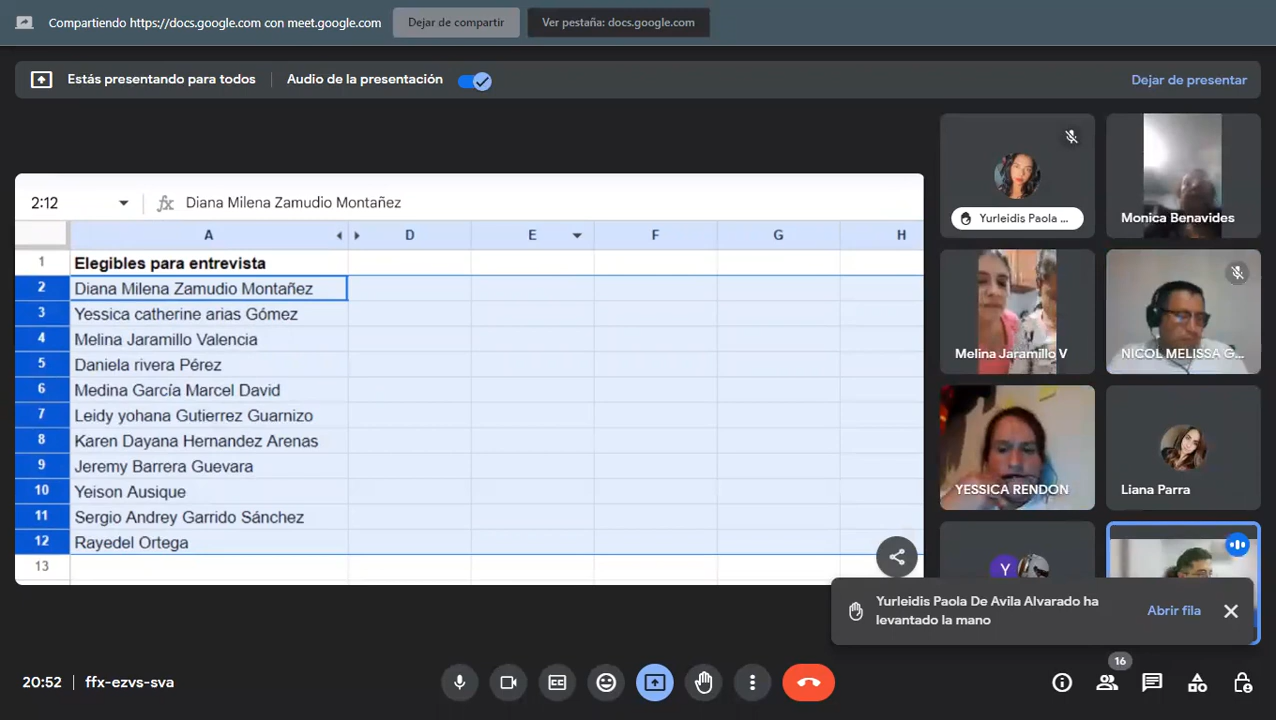 Compartiendo https://docs.google.com con meet.google.com
Dejar de compartir
Ver pestaña: docs.google.com
Estás presentando para todos
Audio de la presentación
Dejar de presentar
2:12
fx
Diana Milena Zamudio Montañez
A D E F G H
1 Elegibles para entrevista
2 Diana Milena Zamudio Montañez
3 Yessica catherine arias Gómez
4 Melina Jaramillo Valencia
5 Daniela rivera Pérez
6 Medina García Marcel David
7 Leidy yohana Gutierrez Guarnizo
8 Karen Dayana Hernandez Arenas
9 Jeremy Barrera Guevara
10 Yeison Ausique
11 Sergio Andrey Garrido Sánchez
12 Rayedel Ortega
13
Yurleidis Paola ...
Monica Benavides
Melina Jaramillo V
NICOL MELISSA G...
YESSICA RENDON
Liana Parra
Y
Yurleidis Paola De Avila Alvarado ha
levantado la mano
Abrir fila
20:52 | ffx-ezvs-sva
16